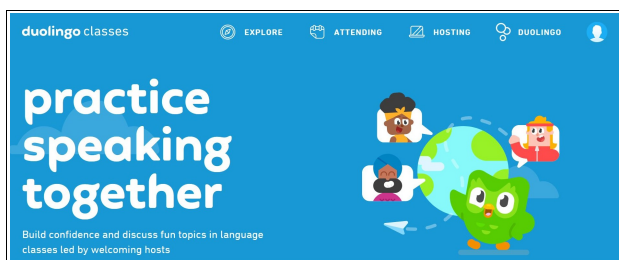 duolingo classes EXPLORE ATTENDING HOSTING DUOLINGO
practice
speaking
together
Build confidence and discuss fun topics in language
classes led by welcoming hosts